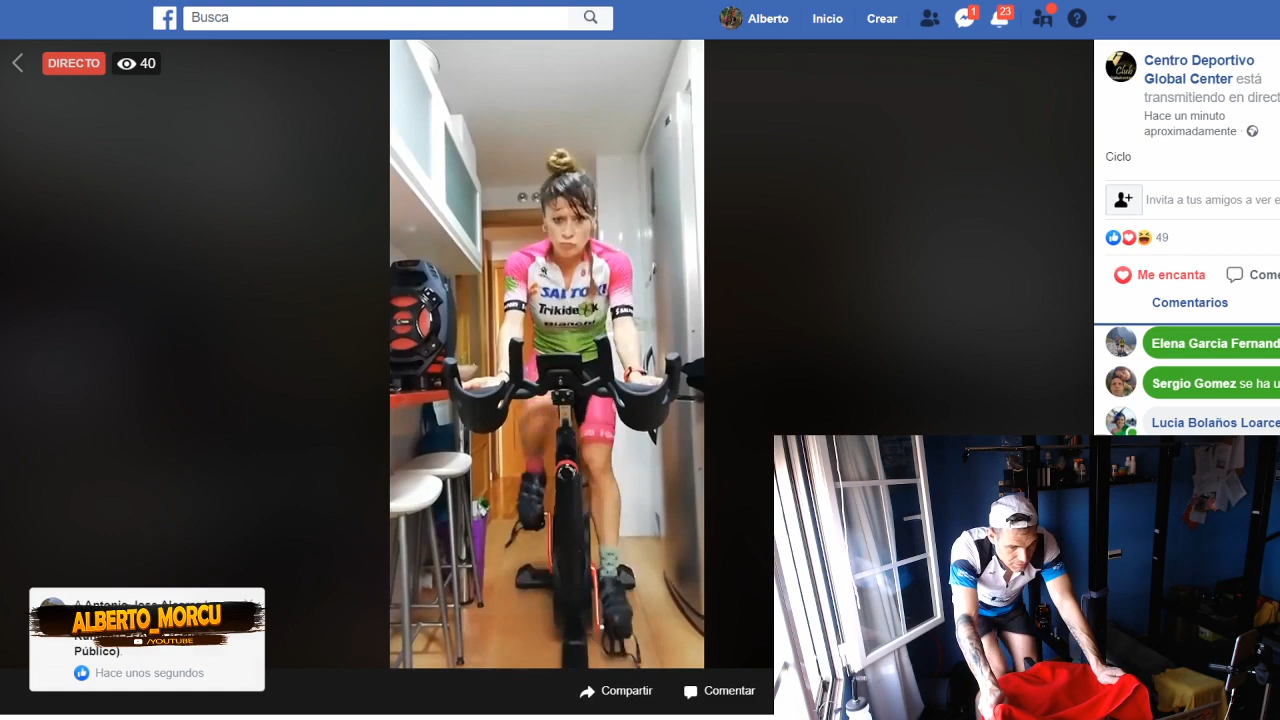 Busca
Alberto
Inicio
Crear
1
23
DIRECTO
40
Centro Deportivo
Global Center está
transmitiendo en direct
Hace un minuto
aproximadamente ·
Ciclo
Invita a tus amigos a ver e
49
Me encanta
Come
Comentarios
Elena Garcia Fernand
Sergio Gomez se ha u
Lucia Bolaños Loarce
SALTOKI
Trikide
Bianchi
ALBERTO_MORCU
/YOUTUBE
Público).
Hace unos segundos
Compartir
Comentar